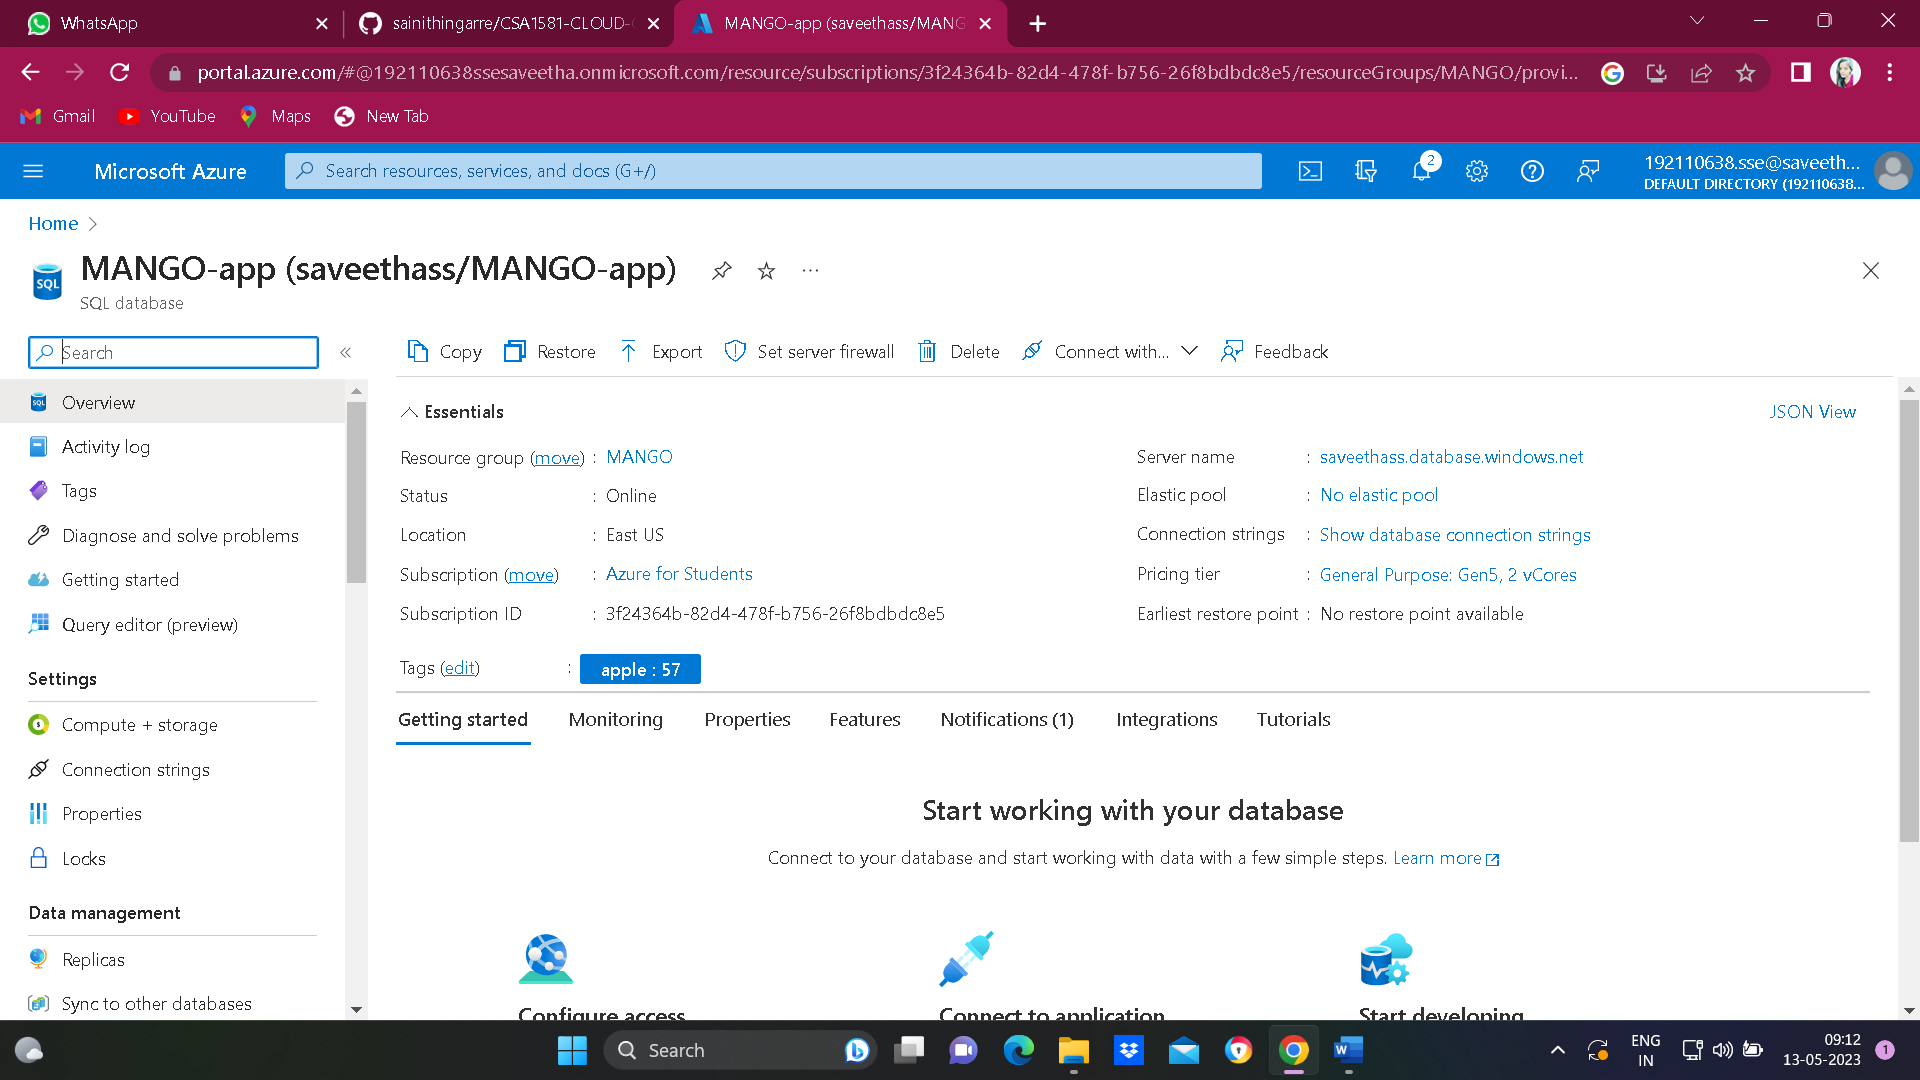 WhatsApp
sainithingarre/CSA1581-CLOUD-
MANGO-app (saveethass/MANG
portal.azure.com/#@192110638ssesaveetha.onmicrosoft.com/resource/subscriptions/3f24364b-82d4-478f-b756-26f8bdbdc8e5/resourceGroups/MANGO/provi...
Gmail
YouTube
Maps
New Tab
Microsoft Azure
Search resources, services, and docs (G+/)
2
192110638.sse@saveeth...
DEFAULT DIRECTORY (192110638...
Home
MANGO-app (saveethass/MANGO-app)
SQL database
SQL
Search
Copy
Restore
Export
Set server firewall
Delete
Connect with...
Feedback
Overview
Activity log
Tags
Diagnose and solve problems
Getting started
Query editor (preview)
Settings
Compute + storage
Connection strings
Properties
Locks
Data management
Replicas
Sync to other databases
Essentials
JSON View
Resource group (move) : MANGO
Status : Online
Location : East US
Subscription (move) : Azure for Students
Subscription ID : 3f24364b-82d4-478f-b756-26f8bdbdc8e5
Server name : saveethass.database.windows.net
Elastic pool : No elastic pool
Connection strings : Show database connection strings
Pricing tier : General Purpose: Gen5, 2 vCores
Earliest restore point : No restore point available
Tags (edit) : apple : 57
Getting started
Monitoring
Properties
Features
Notifications (1)
Integrations
Tutorials
Start working with your database
Connect to your database and start working with data with a few simple steps. Learn more
Configure access
Connect to application
Start developing
Search
ENG
IN
09:12
13-05-2023
1